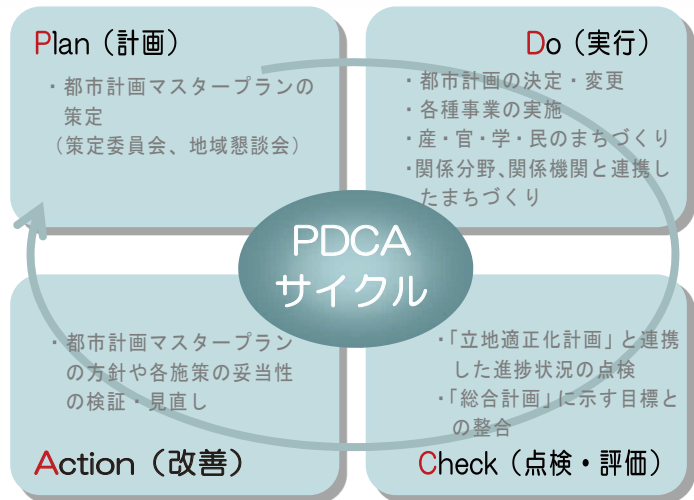 Plan（計画）
・都市計画マスタープランの
策定
（策定委員会、地域懇談会）
Do（実行）
・都市計画の決定・変更
・各種事業の実施
・産・官・学・民のまちづくり
・関係分野、関係機関と連携し
たまちづくり
PDCA
サイクル
・都市計画マスタープラン
の方針や各施策の妥当性
の検証・見直し
Action（改善）
・「立地適正化計画」と連携
した進捗状況の点検
・「総合計画」に示す目標と
の整合
Check（点検・評価）